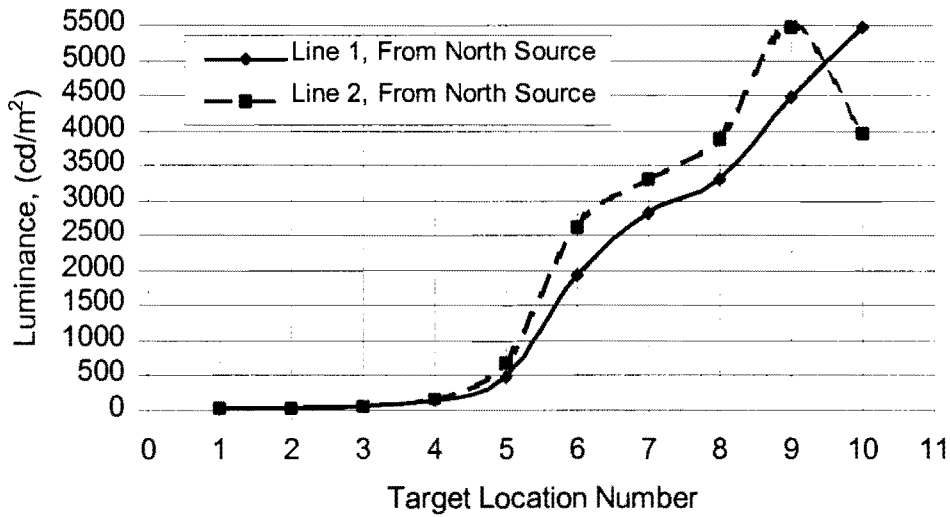 5500
5000
4500
4000
3500
3000
2500
2000
1500
1000
500
0
Luminance, (cd/m²)
Line 1, From North Source
Line 2, From North Source
0 1 2 3 4 5 6 7 8 9 10 11
Target Location Number